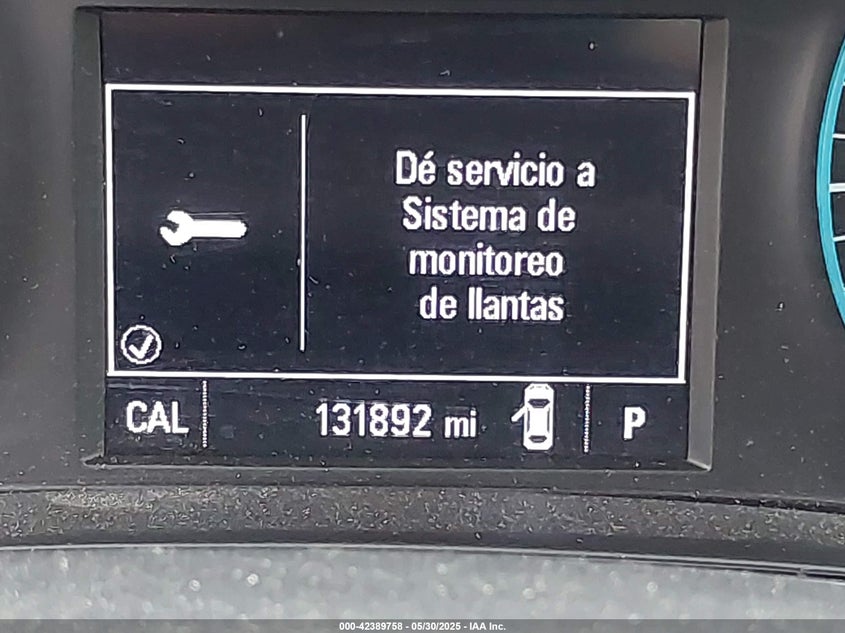 Dé servicio a
Sistema de
monitoreo
de llantas
CAL 131892 mi P
000-42389758 - 05/30/2025 - IAA Inc.